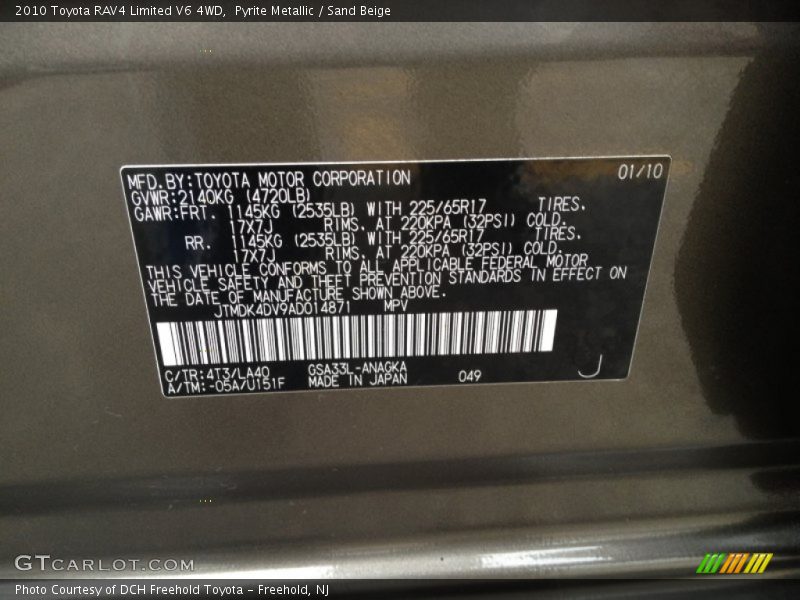 2010 Toyota RAV4 Limited V6 4WD,  Pyrite Metallic / Sand Beige
MFD.BY:TOYOTA MOTOR CORPORATION 01/10
GVWR:2140KG (4720LB)
GAWR:FRT. 1145KG (2535LB) WITH 225/65R17 TIRES.
17X7J RIMS. AT 220KPA (32PSI) COLD.
RR. 1145KG (2535LB) WITH 225/65R17 TIRES.
17X7J RIMS. AT 220KPA (32PSI) COLD.
THIS VEHICLE CONFORMS TO ALL APPLICABLE FEDERAL MOTOR
VEHICLE SAFETY AND THEFT PREVENTION STANDARDS IN EFFECT ON
THE DATE OF MANUFACTURE SHOWN ABOVE.
JTMDK4DV9AD014871 MPV
C/TR:4T3/LA40 GSA33L-ANAGKA
A/TM:-05A/U151F MADE IN JAPAN 049 J
GTCARLOT.COM
Photo Courtesy of DCH Freehold Toyota - Freehold, NJ